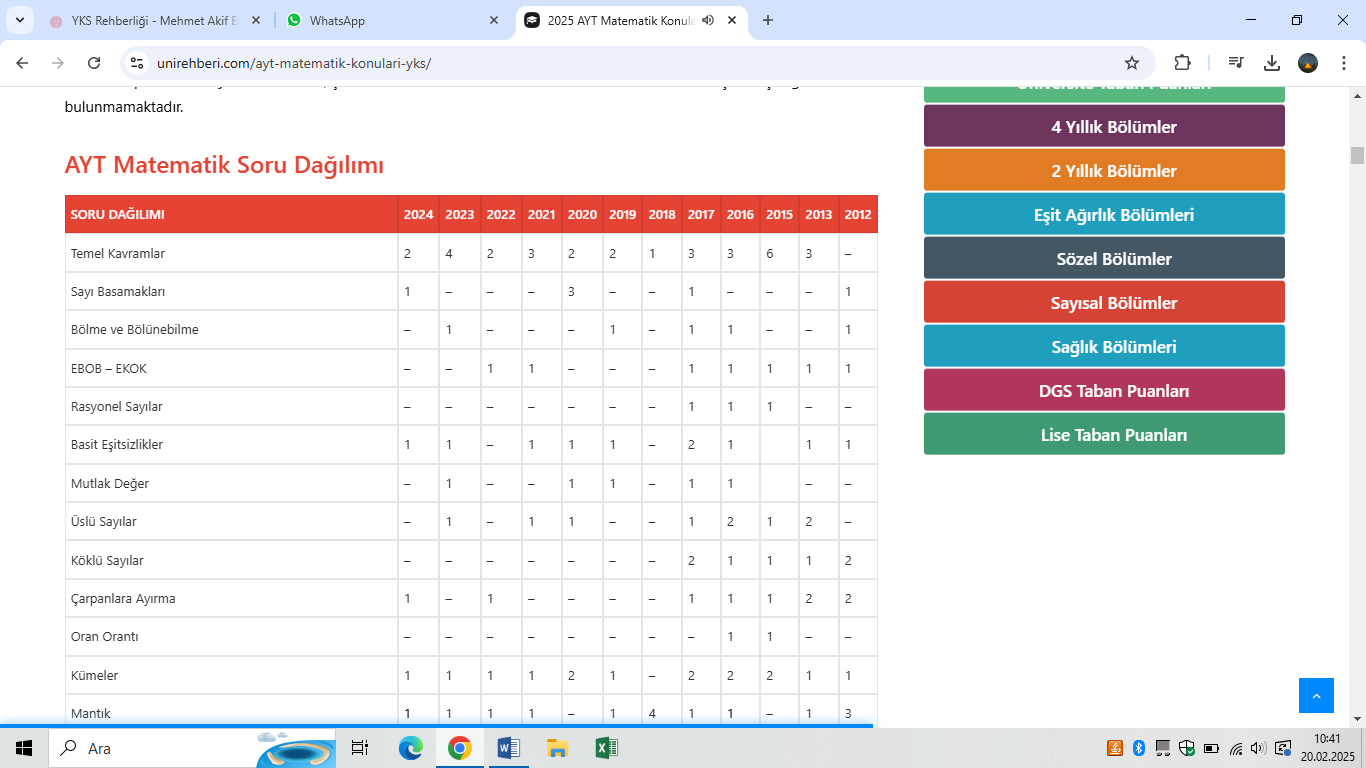 YKS Rehberliği - Mehmet Akif E
WhatsApp
2025 AYT Matematik Konula
unirehberi.com/ayt-matematik-konulari-yks/
bulunmamaktadır.
AYT Matematik Soru Dağılımı
SORU DAĞILIMI 2024 2023 2022 2021 2020 2019 2018 2017 2016 2015 2013 2012
Temel Kavramlar 2 4 2 3 2 2 1 3 3 6 3 –
Sayı Basamakları 1 – – – 3 – – 1 – – – 1
Bölme ve Bölünebilme – 1 – – – 1 – 1 1 – – 1
EBOB – EKOK – – 1 1 – – – 1 1 1 1 1
Rasyonel Sayılar – – – – – – – 1 1 1 – –
Basit Eşitsizlikler 1 1 – 1 1 1 – 2 1 1 1
Mutlak Değer – 1 – – 1 1 – 1 1 – –
Üslü Sayılar – 1 – 1 1 – – 1 2 1 2 –
Köklü Sayılar – – – – – – – 2 1 1 1 2
Çarpanlara Ayırma 1 – 1 – – – – 1 1 1 2 2
Oran Orantı – – – – – – – – 1 1 – –
Kümeler 1 1 1 1 2 1 – 2 2 2 1 1
Mantık 1 1 1 1 – 1 4 1 1 – 1 3
Üniversite Taban Puanları
4 Yıllık Bölümler
2 Yıllık Bölümler
Eşit Ağırlık Bölümleri
Sözel Bölümler
Sayısal Bölümler
Sağlık Bölümleri
DGS Taban Puanları
Lise Taban Puanları
Ara
10:41
20.02.2025